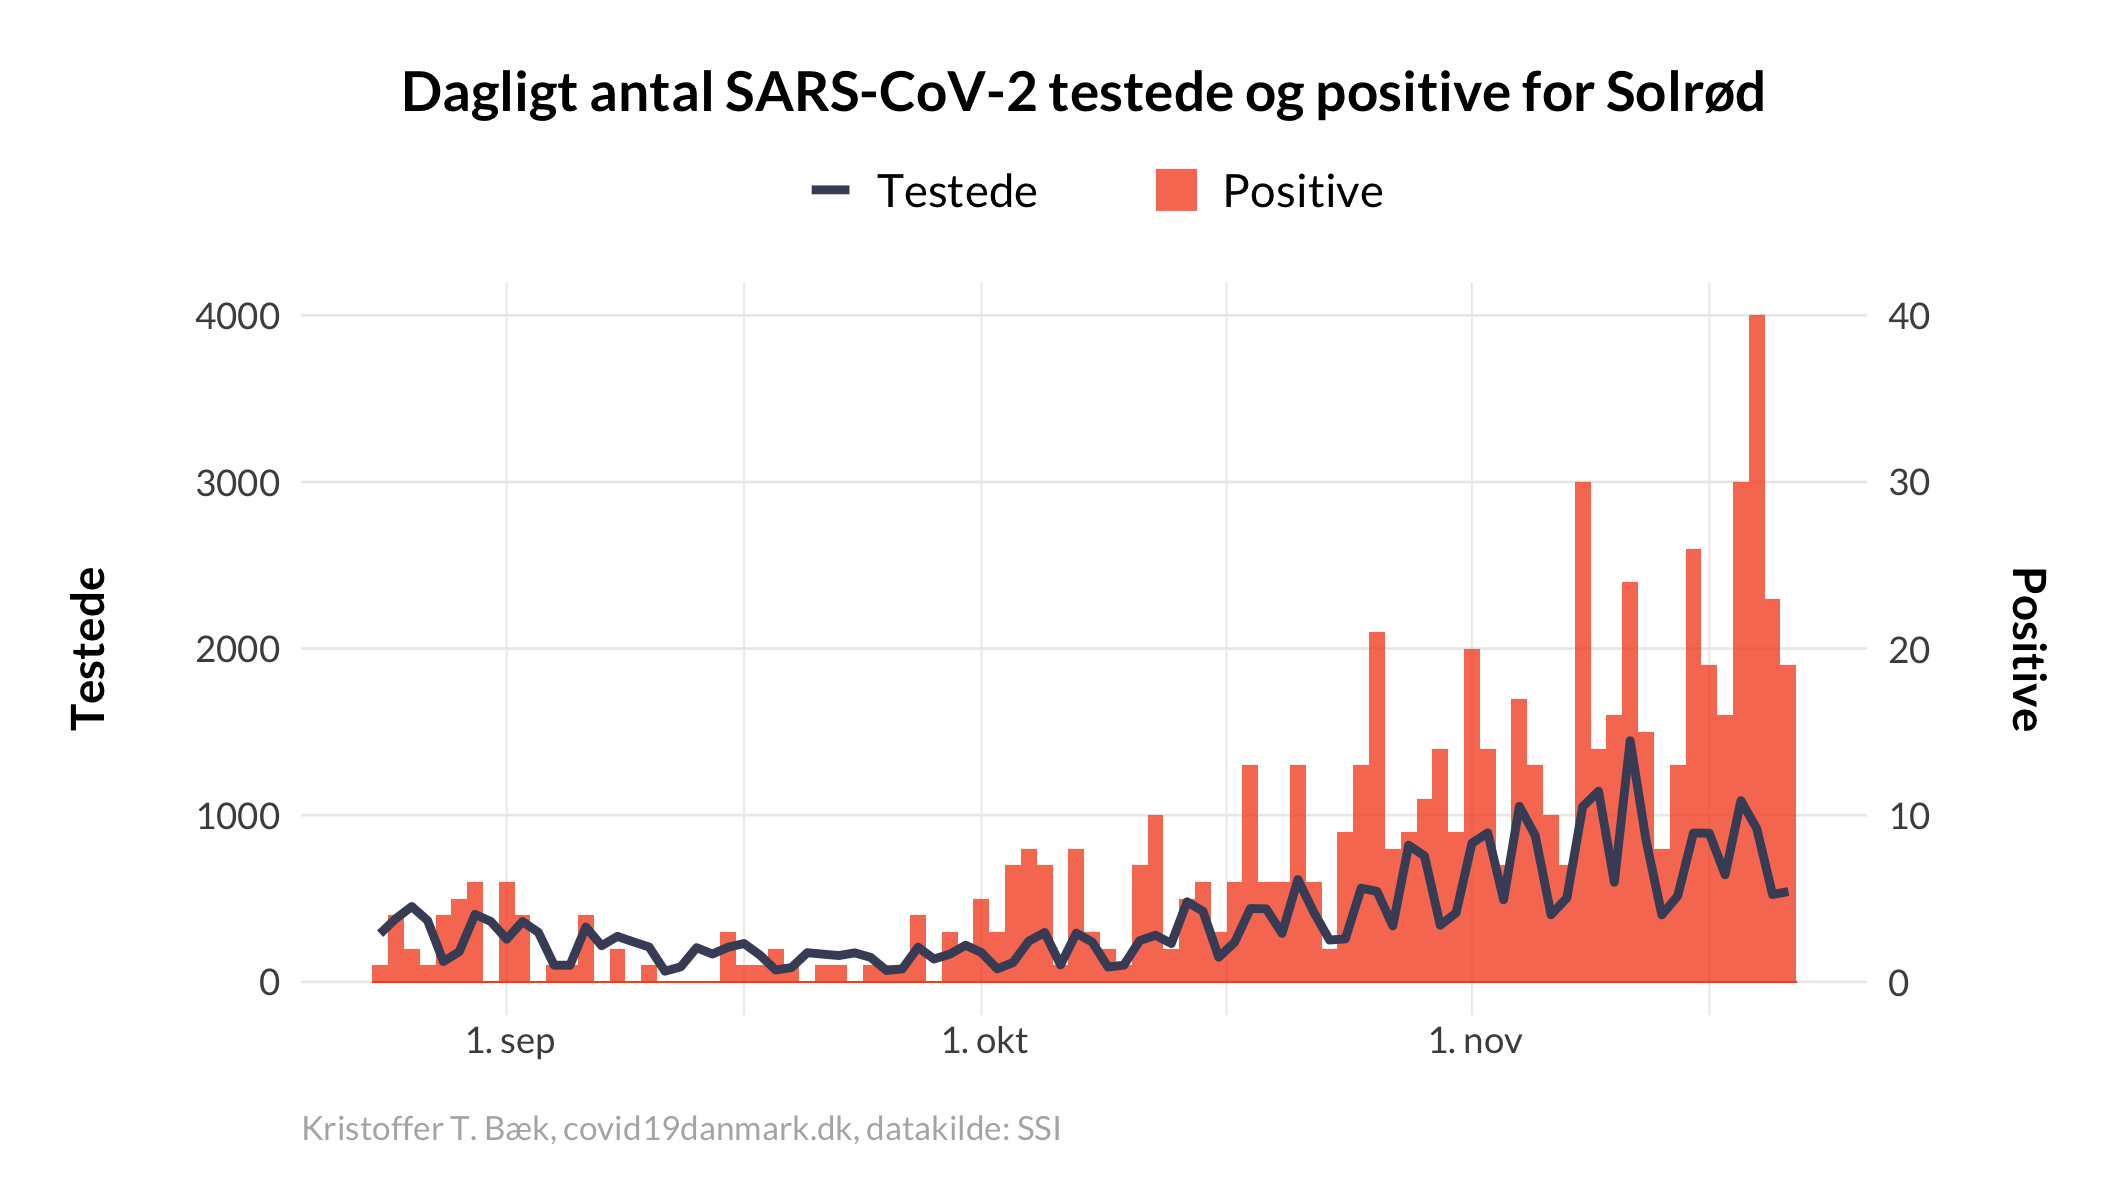 Dagligt antal SARS-CoV-2 testede og positive for Solrød
Testede Positive
4000 40
3000 30
2000 20
1000 10
0 0
Testede
Positive
1. sep 1. okt 1. nov
Kristoffer T. Bæk, covid19danmark.dk, datakilde: SSI